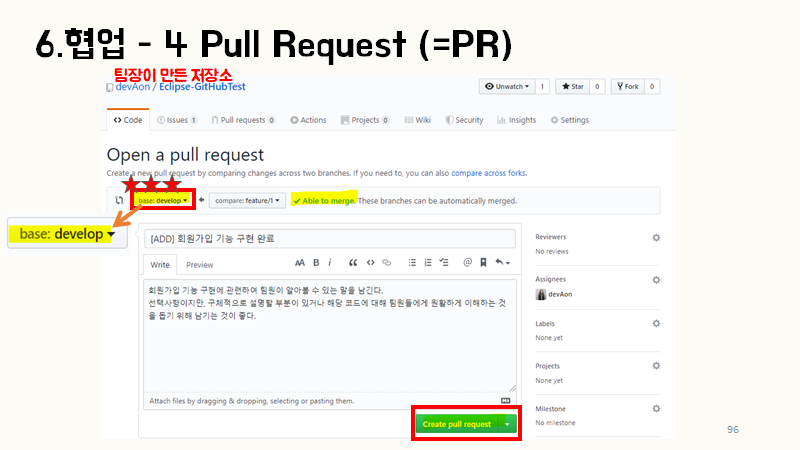 6.협업 - 4 Pull Request (=PR)
팀장이 만든 저장소
devAon / Eclipse-GitHubTest
Unwatch 1 Star 0 Fork 0
Code Issues 1 Pull requests 0 Actions Projects 0 Wiki Security Insights Settings
Open a pull request
Create a new pull request by comparing changes across two branches. If you need to, you can also compare across forks.
base: develop compare: feature/1 Able to merge. These branches can be automatically merged.
base: develop
[ADD] 회원가입 기능 구현 완료
Write Preview
AA B i
회원가입 기능 구현에 관련하여 팀원이 알아볼 수 있는 말을 남긴다.
선택사항이지만, 구체적으로 설명할 부분이 있거나 해당 코드에 대해 팀원들에게 원활하게 이해하는 것
을 돕기 위해 남기는 것이 좋다.
Attach files by dragging & dropping, selecting or pasting them.
Create pull request
Reviewers
No reviews
Assignees
devAon
Labels
None yet
Projects
None yet
Milestone
No milestone
96